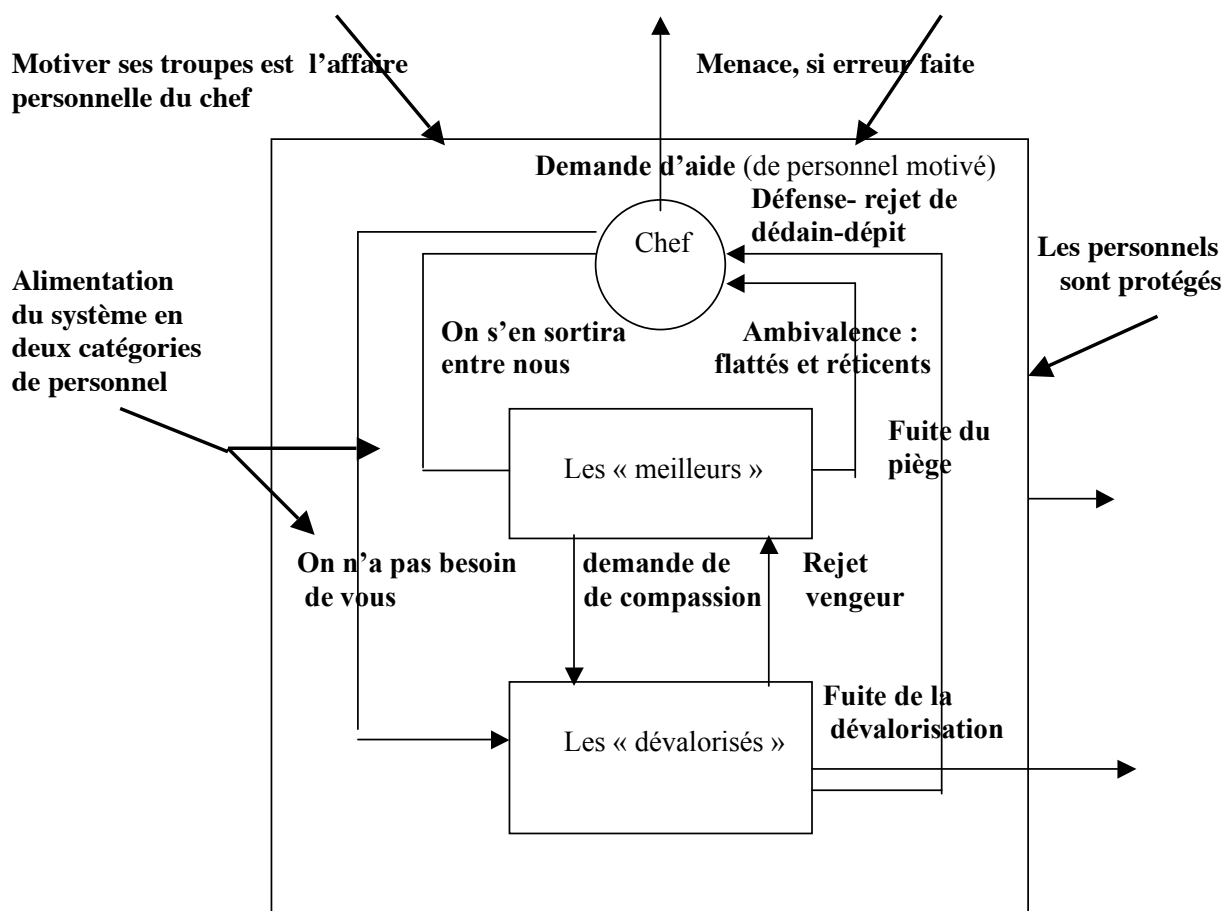 Motiver ses troupes est l’affaire
personnelle du chef
Menace, si erreur faite
Demande d'aide (de personnel motivé)
Défense- rejet de
dédain-dépit
Chef
Les personnels
sont protégés
Alimentation
du système en
deux catégories
de personnel
On s’en sortira
entre nous
Ambivalence :
flattés et réticents
Fuite du
piège
Les « meilleurs »
On n’a pas besoin
de vous
demande de
de compassion
Rejet
vengeur
Fuite de la
dévalorisation
Les « dévalorisés »